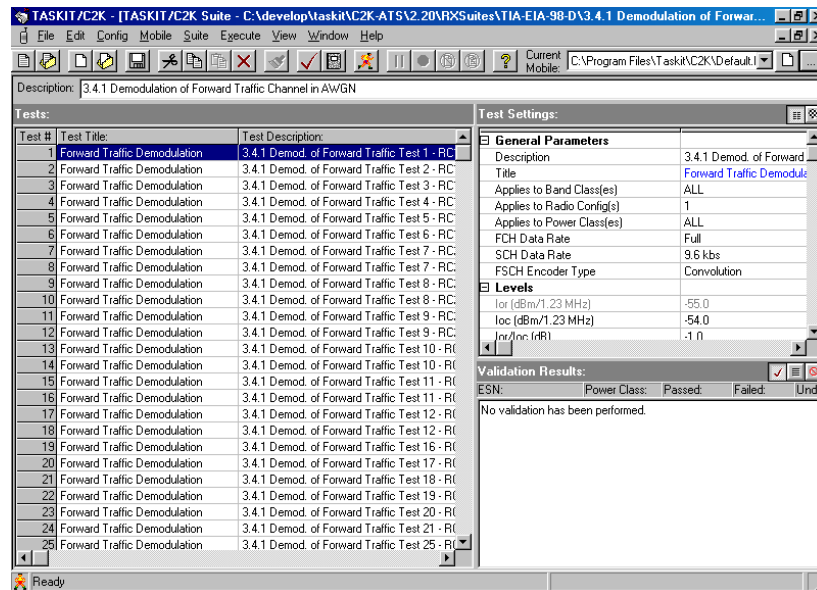 TASKIT/C2K - [TASKIT/C2K Suite - C:\develop\taskit\C2K-ATS\2.20\RXSuites\TIA-EIA-98-D\3.4.1 Demodulation of Forwar...
File Edit Config Mobile Suite Execute View Window Help
Current Mobile: C:\Program Files\Taskit\C2K\Default.l
Description: 3.4.1 Demodulation of Forward Traffic Channel in AWGN
Tests:
Test # Test Title: Test Description:
1 Forward Traffic Demodulation 3.4.1 Demod. of Forward Traffic Test 1 - RC
2 Forward Traffic Demodulation 3.4.1 Demod. of Forward Traffic Test 2 - RC
3 Forward Traffic Demodulation 3.4.1 Demod. of Forward Traffic Test 3 - RC
4 Forward Traffic Demodulation 3.4.1 Demod. of Forward Traffic Test 4 - RC
5 Forward Traffic Demodulation 3.4.1 Demod. of Forward Traffic Test 5 - RC
6 Forward Traffic Demodulation 3.4.1 Demod. of Forward Traffic Test 6 - RC
7 Forward Traffic Demodulation 3.4.1 Demod. of Forward Traffic Test 7 - RC
8 Forward Traffic Demodulation 3.4.1 Demod. of Forward Traffic Test 7 - RC
9 Forward Traffic Demodulation 3.4.1 Demod. of Forward Traffic Test 8 - RC
10 Forward Traffic Demodulation 3.4.1 Demod. of Forward Traffic Test 8 - RC
11 Forward Traffic Demodulation 3.4.1 Demod. of Forward Traffic Test 9 - RC
12 Forward Traffic Demodulation 3.4.1 Demod. of Forward Traffic Test 9 - RC
13 Forward Traffic Demodulation 3.4.1 Demod. of Forward Traffic Test 10 - R
14 Forward Traffic Demodulation 3.4.1 Demod. of Forward Traffic Test 10 - R
15 Forward Traffic Demodulation 3.4.1 Demod. of Forward Traffic Test 11 - R
16 Forward Traffic Demodulation 3.4.1 Demod. of Forward Traffic Test 11 - R
17 Forward Traffic Demodulation 3.4.1 Demod. of Forward Traffic Test 12 - R
18 Forward Traffic Demodulation 3.4.1 Demod. of Forward Traffic Test 12 - R
19 Forward Traffic Demodulation 3.4.1 Demod. of Forward Traffic Test 16 - R
20 Forward Traffic Demodulation 3.4.1 Demod. of Forward Traffic Test 17 - R
21 Forward Traffic Demodulation 3.4.1 Demod. of Forward Traffic Test 18 - R
22 Forward Traffic Demodulation 3.4.1 Demod. of Forward Traffic Test 19 - R
23 Forward Traffic Demodulation 3.4.1 Demod. of Forward Traffic Test 20 - R
24 Forward Traffic Demodulation 3.4.1 Demod. of Forward Traffic Test 21 - R
25 Forward Traffic Demodulation 3.4.1 Demod. of Forward Traffic Test 25 - R
Test Settings:
General Parameters
Description 3.4.1 Demod. of Forward
Title Forward Traffic Demodula
Applies to Band Class(es) ALL
Applies to Radio Config(s) 1
Applies to Power Class(es) ALL
FCH Data Rate Full
SCH Data Rate 9.6 kbs
FSCH Encoder Type Convolution
Levels
Ior (dBm/1.23 MHz) -55.0
Ioc (dBm/1.23 MHz) -54.0
Ior/Ioc (dB) -1.0
Validation Results:
ESN: Power Class: Passed: Failed: Und
No validation has been performed.
Ready